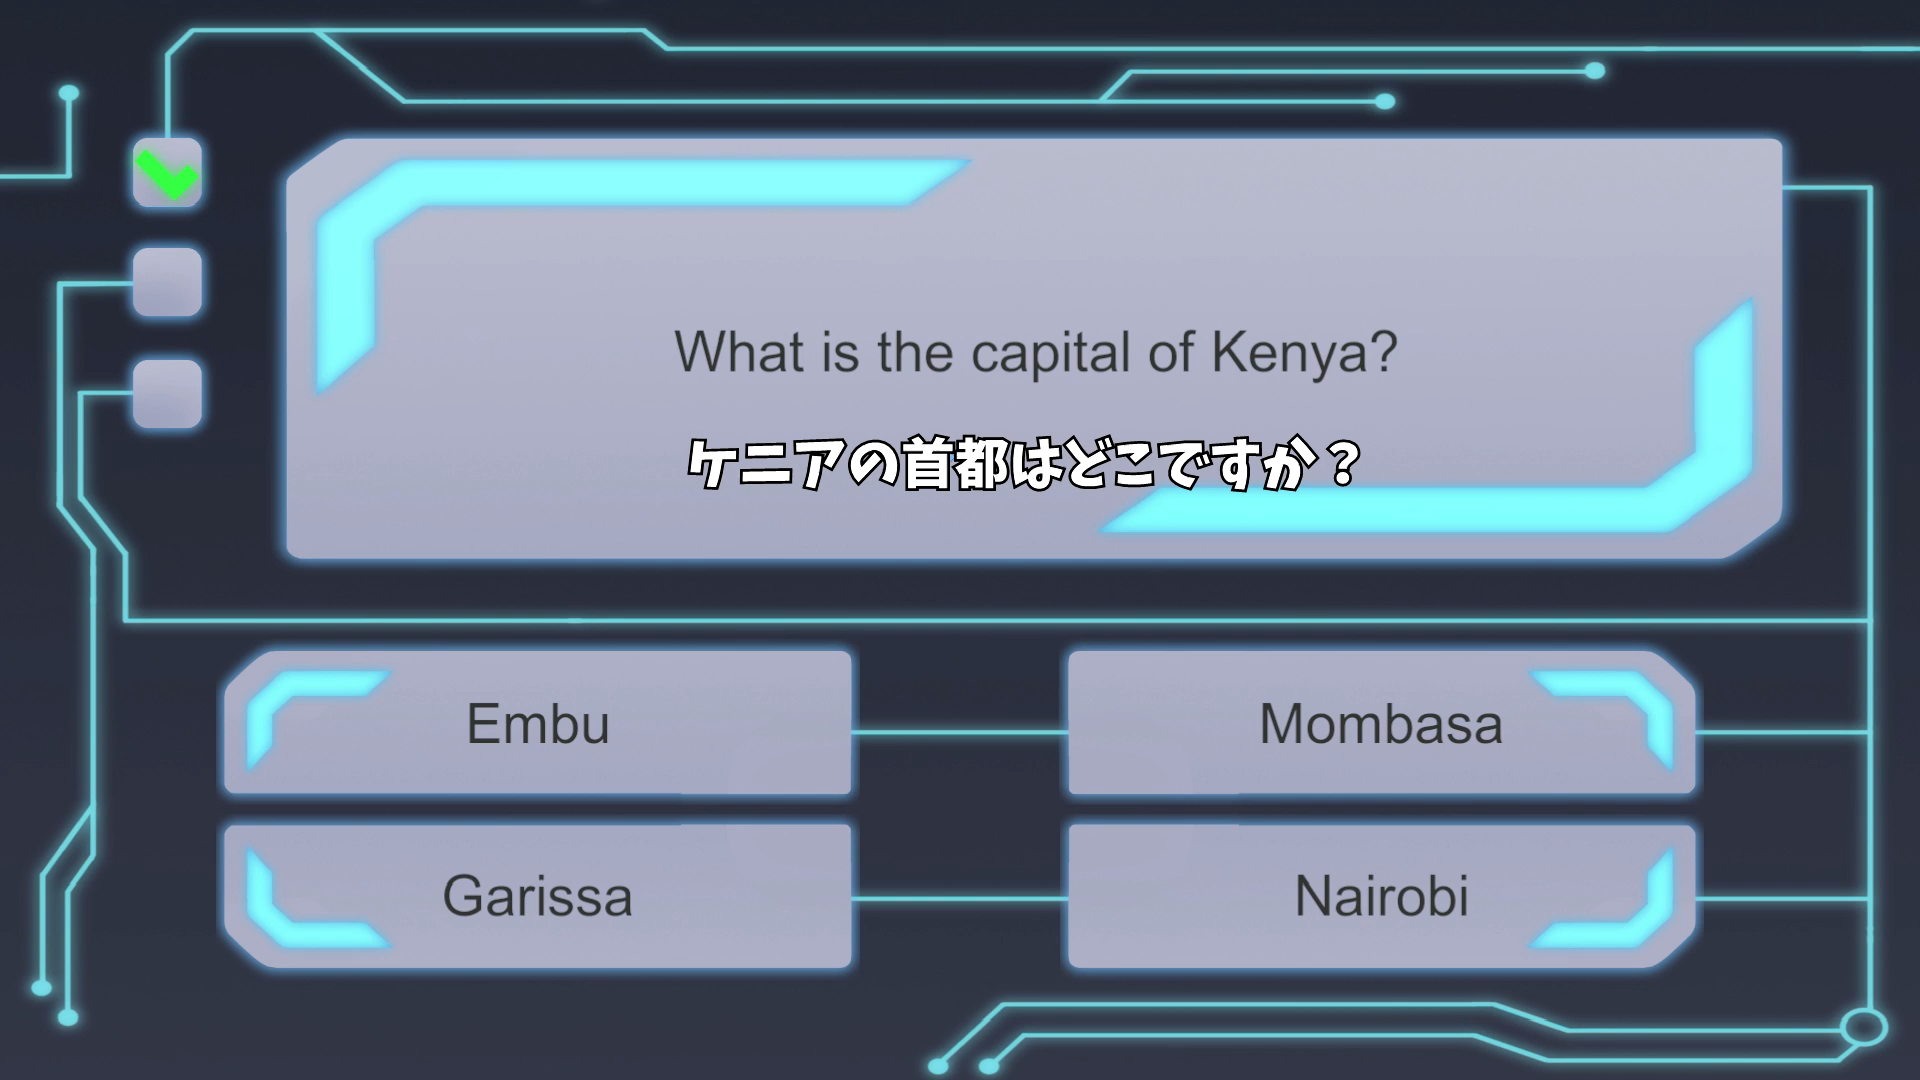 What is the capital of Kenya?
ケニアの首都はどこですか？
Embu
Mombasa
Garissa
Nairobi